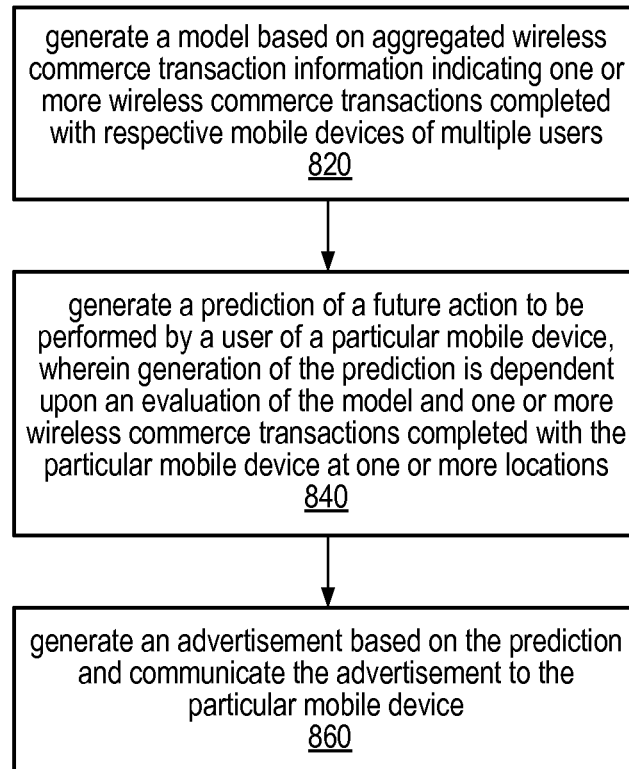 generate a model based on aggregated wireless
commerce transaction information indicating one or
more wireless commerce transactions completed
with respective mobile devices of multiple users
820
generate a prediction of a future action to be
performed by a user of a particular mobile device,
wherein generation of the prediction is dependent
upon an evaluation of the model and one or more
wireless commerce transactions completed with the
particular mobile device at one or more locations
840
generate an advertisement based on the prediction
and communicate the advertisement to the
particular mobile device
860